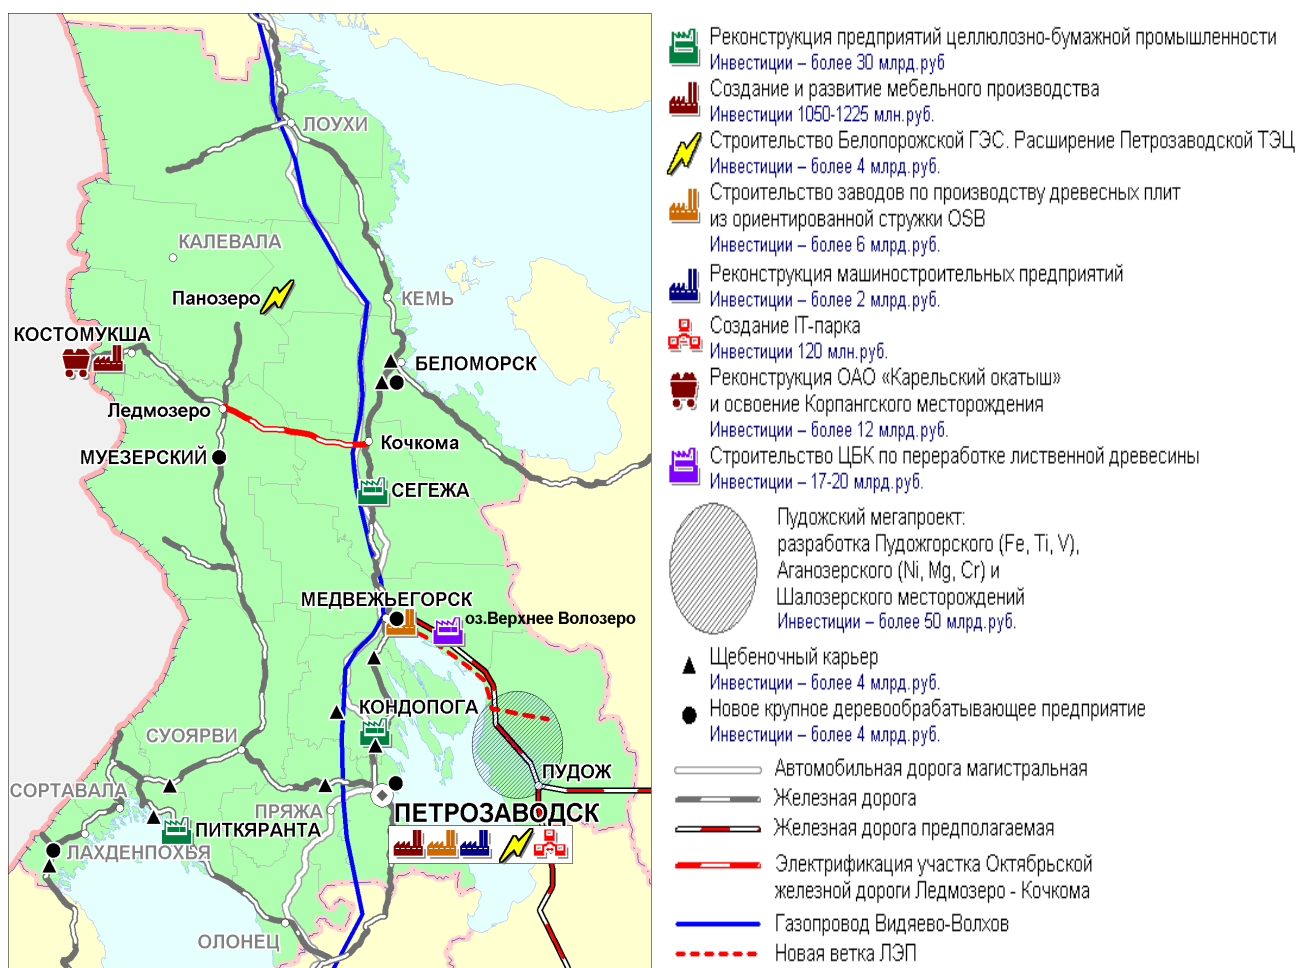 ЛОУХИ
КАЛЕВАЛА
Панозеро
КЕМЬ
КОСТОМУКША
БЕЛОМОРСК
Ледмозеро
Кочкома
МУЕЗЕРСКИЙ
СЕГЕЖА
МЕДВЕЖЬЕГОРСК
оз.Верхнее Волозеро
КОНДОПОГА
СУОЯРВИ
ПУДОЖ
СОРТАВАЛА
ПРЯЖА
ПЕТРОЗАВОДСК
ПИТКЯРАНТА
ЛАХДЕНПОХЬЯ
ОЛОНЕЦ
Реконструкция предприятий целлюлозно-бумажной промышленности
Инвестиции – более 30 млрд.руб
Создание и развитие мебельного производства
Инвестиции 1050-1225 млн.руб.
Строительство Белопорожской ГЭС. Расширение Петрозаводской ТЭЦ
Инвестиции – более 4 млрд.руб.
Строительство заводов по производству древесных плит
из ориентированной стружки OSB
Инвестиции – более 6 млрд.руб.
Реконструкция машиностроительных предприятий
Инвестиции – более 2 млрд.руб.
Создание IT-парка
Инвестиции 120 млн.руб.
Реконструкция ОАО «Карельский окатыш»
и освоение Корпангского месторождения
Инвестиции – более 12 млрд.руб.
Строительство ЦБК по переработке лиственной древесины
Инвестиции – 17-20 млрд.руб.
Пудожский мегапроект:
разработка Пудожгорского (Fe, Ti, V),
Аганозерского (Ni, Mg, Cr) и
Шалозерского месторождений
Инвестиции – более 50 млрд.руб.
Щебеночный карьер
Инвестиции – более 4 млрд.руб.
Новое крупное деревообрабатывающее предприятие
Инвестиции – более 4 млрд.руб.
Автомобильная дорога магистральная
Железная дорога
Железная дорога предполагаемая
Электрификация участка Октябрьской
железной дороги Ледмозеро - Кочкома
Газопровод Видяево-Волхов
Новая ветка ЛЭП